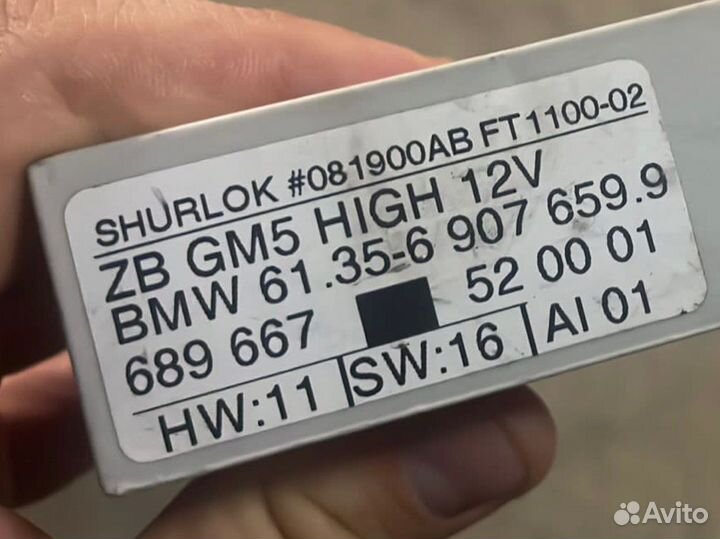 SHURLOK #081900AB FT1100-02
ZB GM5 HIGH 12V
BMW 61.35-6 907 659.9
689 667 52 00 01
HW:11 SW:16 AI 01
Avito